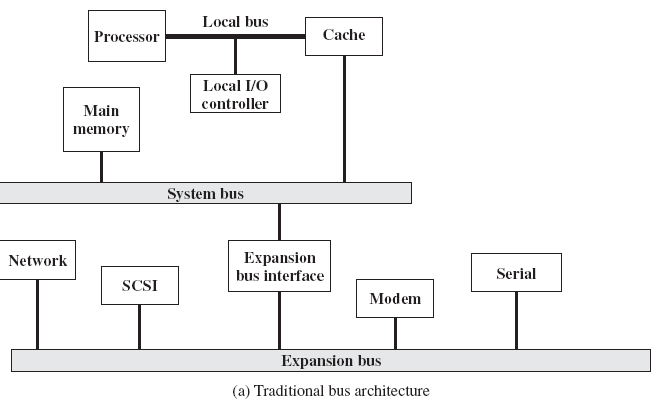 Local bus
Processor
Cache
Local I/O
controller
Main
memory
System bus
Network
SCSI
Expansion
bus interface
Modem
Serial
Expansion bus
(a) Traditional bus architecture